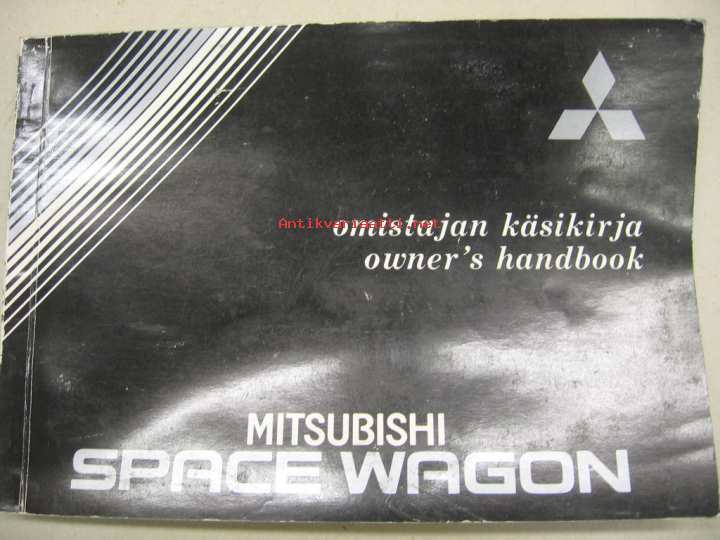 Antikvariaatti.net
omistajan käsikirja
owner's handbook
MITSUBISHI
SPACE WAGON